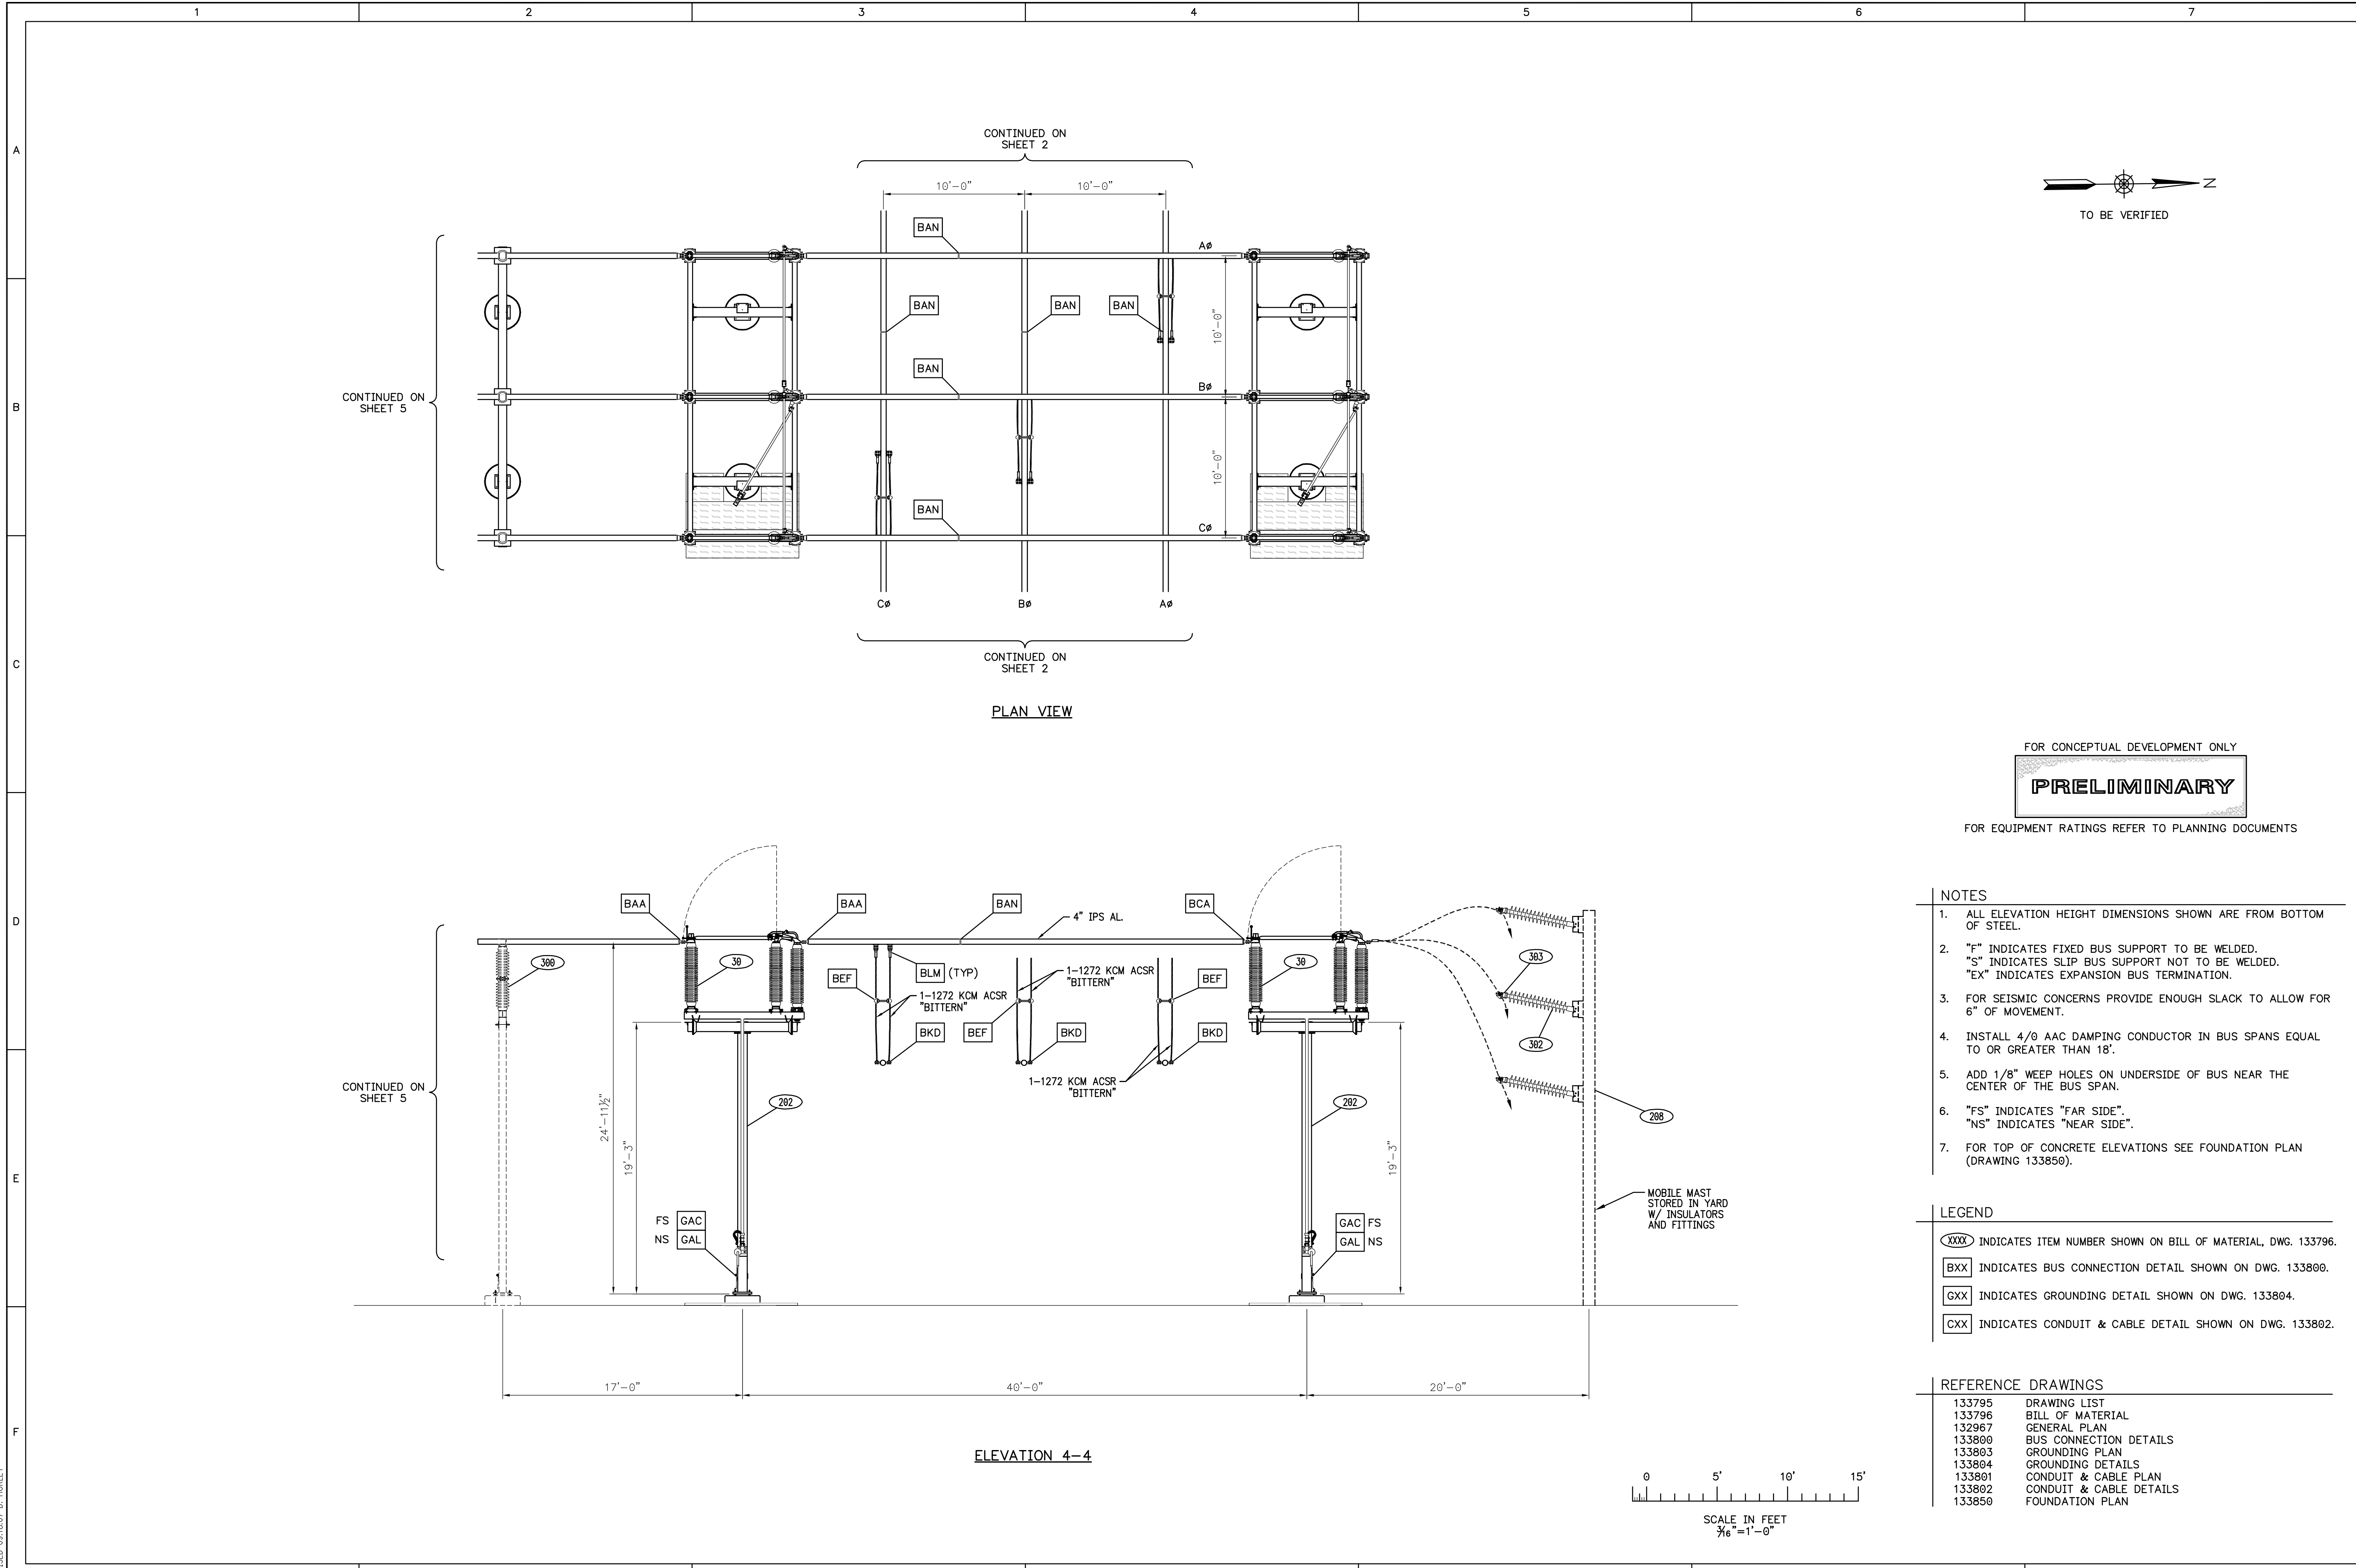 1
2
3
4
5
6
7
A
B
C
D
E
F
CONTINUED ON
SHEET 2
10'-0"
10'-0"
BAN
AØ
BAN
BAN
BAN
10'-0"
CONTINUED ON
SHEET 5
BAN
BØ
10'-0"
BAN
CØ
CØ
BØ
AØ
CONTINUED ON
SHEET 2
PLAN VIEW
N
TO BE VERIFIED
FOR CONCEPTUAL DEVELOPMENT ONLY
PRELIMINARY
FOR EQUIPMENT RATINGS REFER TO PLANNING DOCUMENTS
BAA
BAA
BAN
4" IPS AL.
BCA
300
30
BEF
BLM (TYP)
1-1272 KCM ACSR
"BITTERN"
1-1272 KCM ACSR
"BITTERN"
BEF
30
303
BKD
BEF
BKD
BKD
302
1-1272 KCM ACSR
"BITTERN"
CONTINUED ON
SHEET 5
24'-11½"
19'-3"
202
202
19'-3"
208
FS GAC
NS GAL
GAC FS
GAL NS
MOBILE MAST
STORED IN YARD
W/ INSULATORS
AND FITTINGS
17'-0"
40'-0"
20'-0"
ELEVATION 4-4
0 5' 10' 15'
SCALE IN FEET
3/16"=1'-0"
NOTES
1. ALL ELEVATION HEIGHT DIMENSIONS SHOWN ARE FROM BOTTOM
OF STEEL.
2. "F" INDICATES FIXED BUS SUPPORT TO BE WELDED.
"S" INDICATES SLIP BUS SUPPORT NOT TO BE WELDED.
"EX" INDICATES EXPANSION BUS TERMINATION.
3. FOR SEISMIC CONCERNS PROVIDE ENOUGH SLACK TO ALLOW FOR
6" OF MOVEMENT.
4. INSTALL 4/0 AAC DAMPING CONDUCTOR IN BUS SPANS EQUAL
TO OR GREATER THAN 18'.
5. ADD 1/8" WEEP HOLES ON UNDERSIDE OF BUS NEAR THE
CENTER OF THE BUS SPAN.
6. "FS" INDICATES "FAR SIDE".
"NS" INDICATES "NEAR SIDE".
7. FOR TOP OF CONCRETE ELEVATIONS SEE FOUNDATION PLAN
(DRAWING 133850).
LEGEND
XXXX INDICATES ITEM NUMBER SHOWN ON BILL OF MATERIAL, DWG. 133796.
BXX INDICATES BUS CONNECTION DETAIL SHOWN ON DWG. 133800.
GXX INDICATES GROUNDING DETAIL SHOWN ON DWG. 133804.
CXX INDICATES CONDUIT & CABLE DETAIL SHOWN ON DWG. 133802.
REFERENCE DRAWINGS
133795 DRAWING LIST
133796 BILL OF MATERIAL
132967 GENERAL PLAN
133800 BUS CONNECTION DETAILS
133803 GROUNDING PLAN
133804 GROUNDING DETAILS
133801 CONDUIT & CABLE PLAN
133802 CONDUIT & CABLE DETAILS
133850 FOUNDATION PLAN